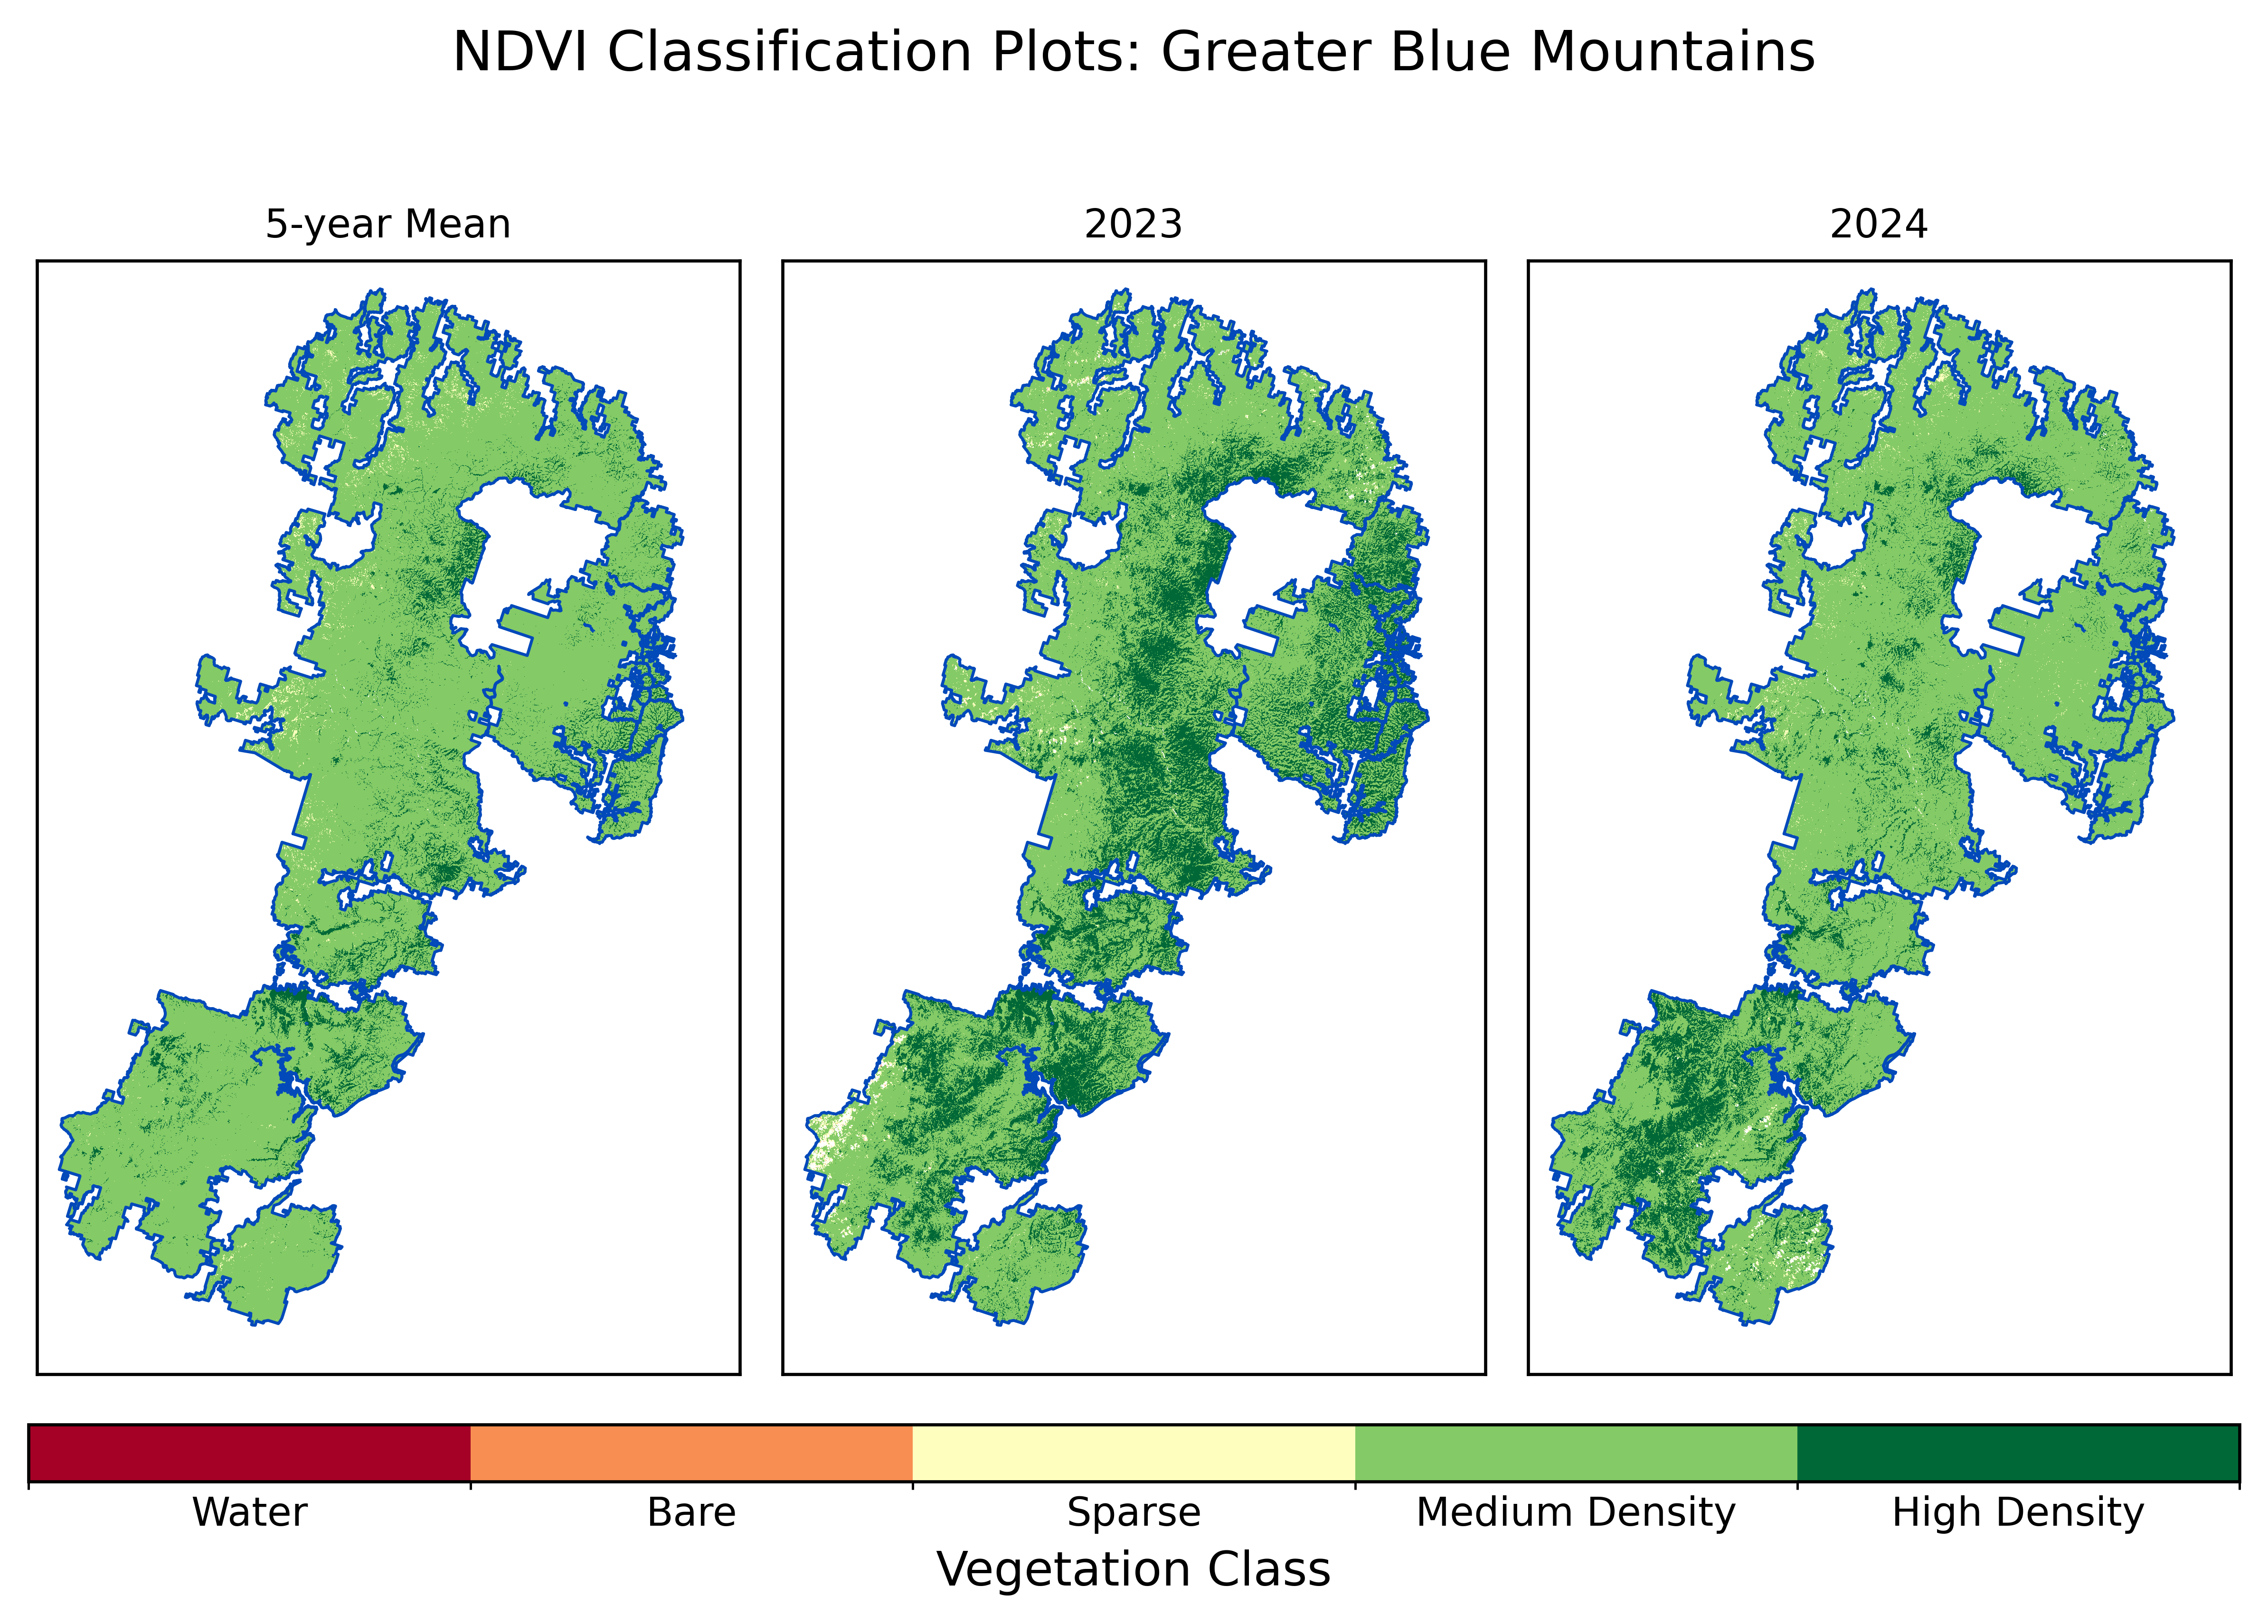 NDVI Classification Plots: Greater Blue Mountains
5-year Mean
2023
2024
Water
Bare
Sparse
Medium Density
High Density
Vegetation Class